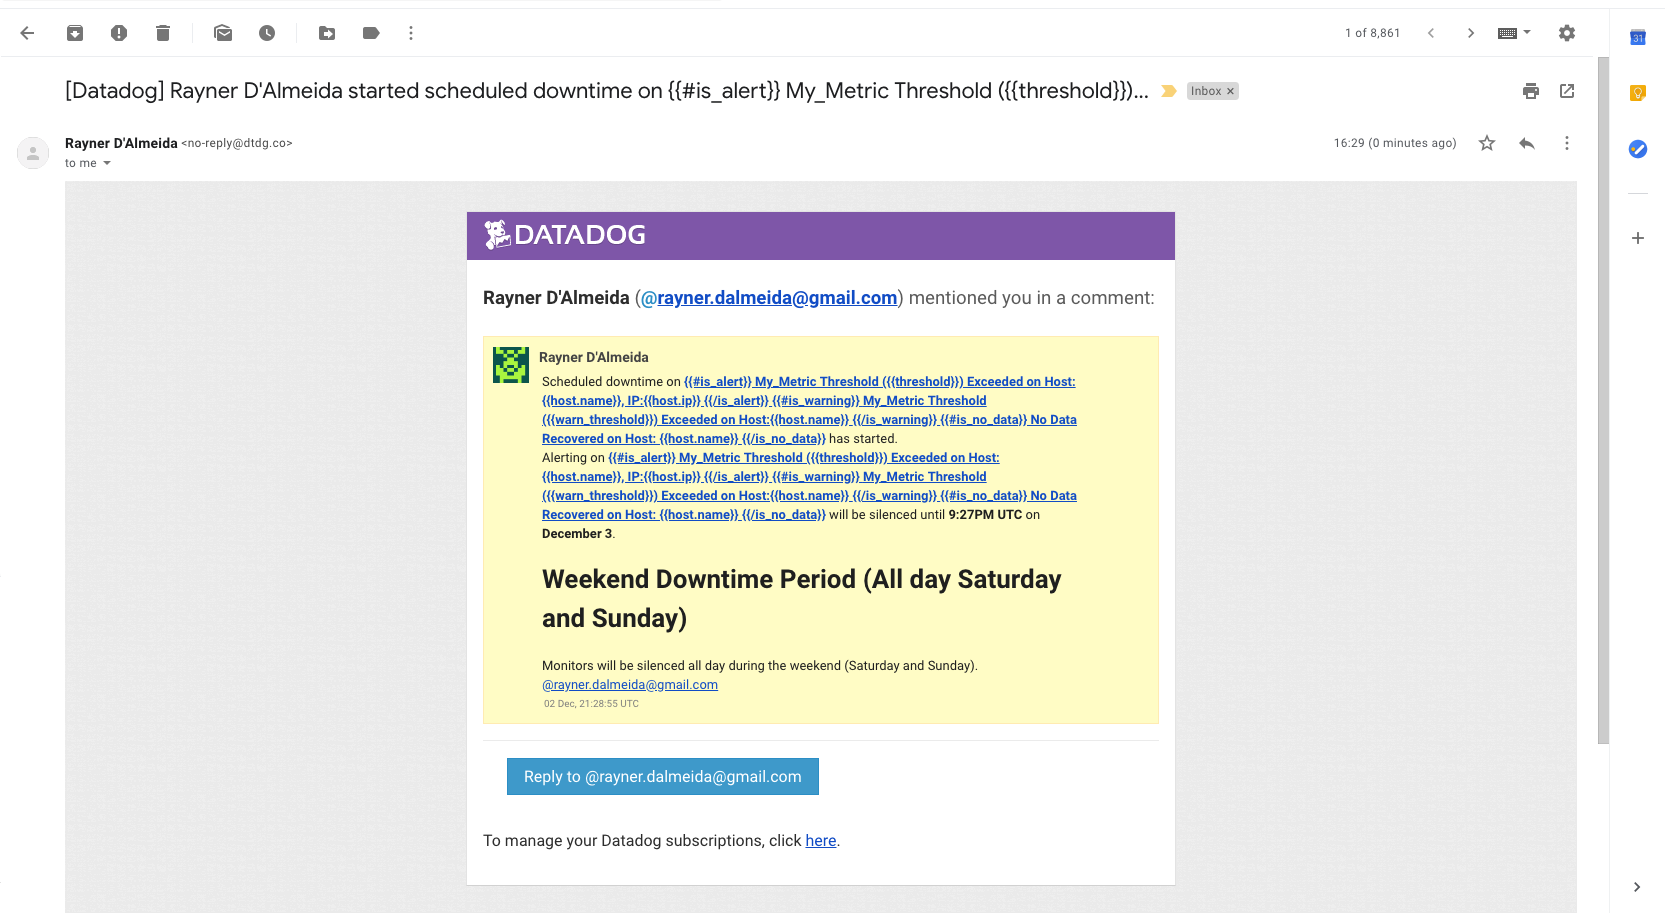 1 of 8,861
31
[Datadog] Rayner D'Almeida started scheduled downtime on {{#is_alert}} My_Metric Threshold ({{threshold}})...
Inbox ×
Rayner D'Almeida <no-reply@dtdg.co>
16:29 (0 minutes ago)
to me
DATADOG
Rayner D'Almeida (@rayner.dalmeida@gmail.com) mentioned you in a comment:
Rayner D'Almeida
Scheduled downtime on {{#is_alert}} My_Metric Threshold ({{threshold}}) Exceeded on Host:
{{host.name}}, IP:{{host.ip}} {{/is_alert}} {{#is_warning}} My_Metric Threshold
({{warn_threshold}}) Exceeded on Host:{{host.name}} {{/is_warning}} {{#is_no_data}} No Data
Recovered on Host: {{host.name}} {{/is_no_data}} has started.
Alerting on {{#is_alert}} My_Metric Threshold ({{threshold}}) Exceeded on Host:
{{host.name}}, IP:{{host.ip}} {{/is_alert}} {{#is_warning}} My_Metric Threshold
({{warn_threshold}}) Exceeded on Host:{{host.name}} {{/is_warning}} {{#is_no_data}} No Data
Recovered on Host: {{host.name}} {{/is_no_data}} will be silenced until 9:27PM UTC on
December 3.
Weekend Downtime Period (All day Saturday
and Sunday)
Monitors will be silenced all day during the weekend (Saturday and Sunday).
@rayner.dalmeida@gmail.com
02 Dec, 21:28:55 UTC
Reply to @rayner.dalmeida@gmail.com
To manage your Datadog subscriptions, click here.